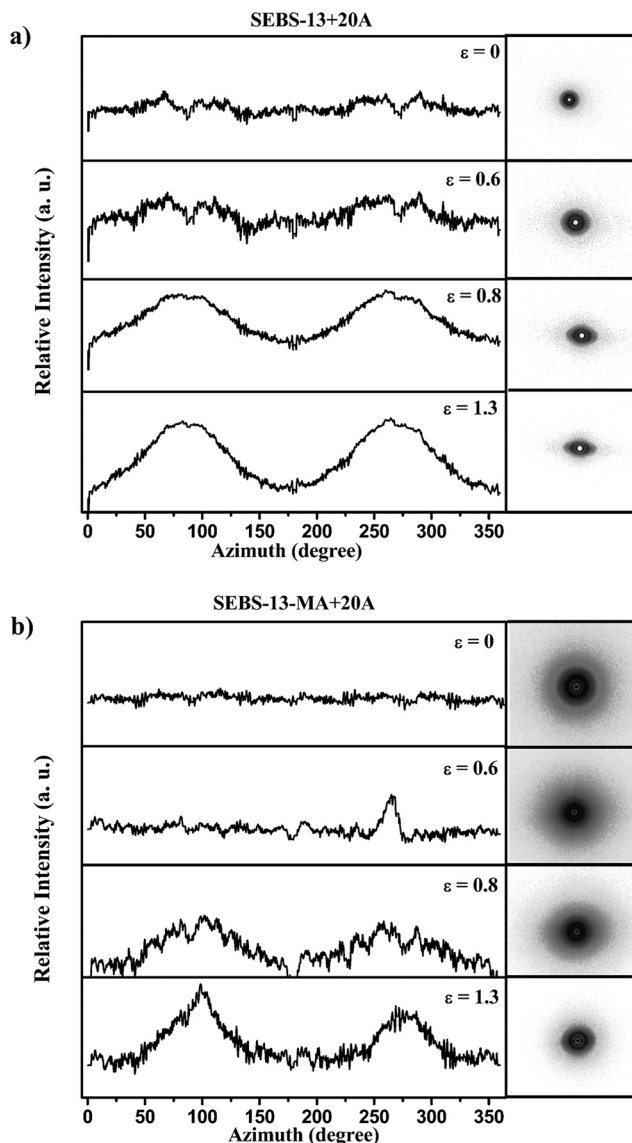 SEBS-13+20A
a)
ε = 0
ε = 0.6
ε = 0.8
ε = 1.3
Relative Intensity (a. u.)
0 50 100 150 200 250 300 350
Azimuth (degree)
SEBS-13-MA+20A
b)
ε = 0
ε = 0.6
ε = 0.8
ε = 1.3
Relative Intensity (a. u.)
0 50 100 150 200 250 300 350
Azimuth (degree)